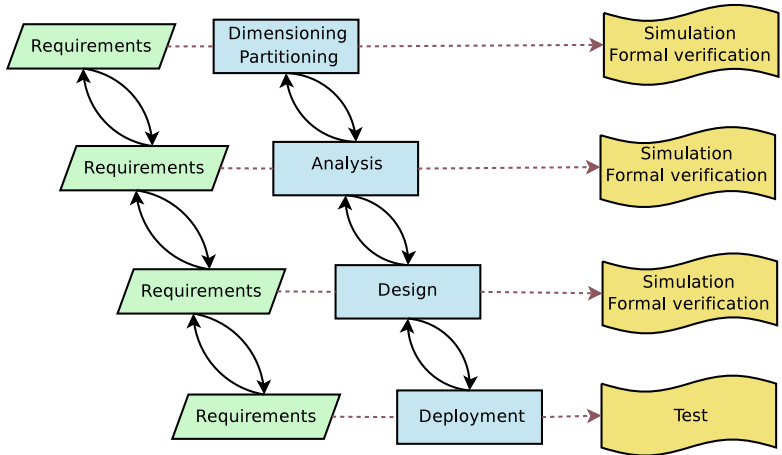 Requirements
Dimensioning
Partitioning
Simulation
Formal verification
Requirements
Analysis
Simulation
Formal verification
Requirements
Design
Simulation
Formal verification
Requirements
Deployment
Test